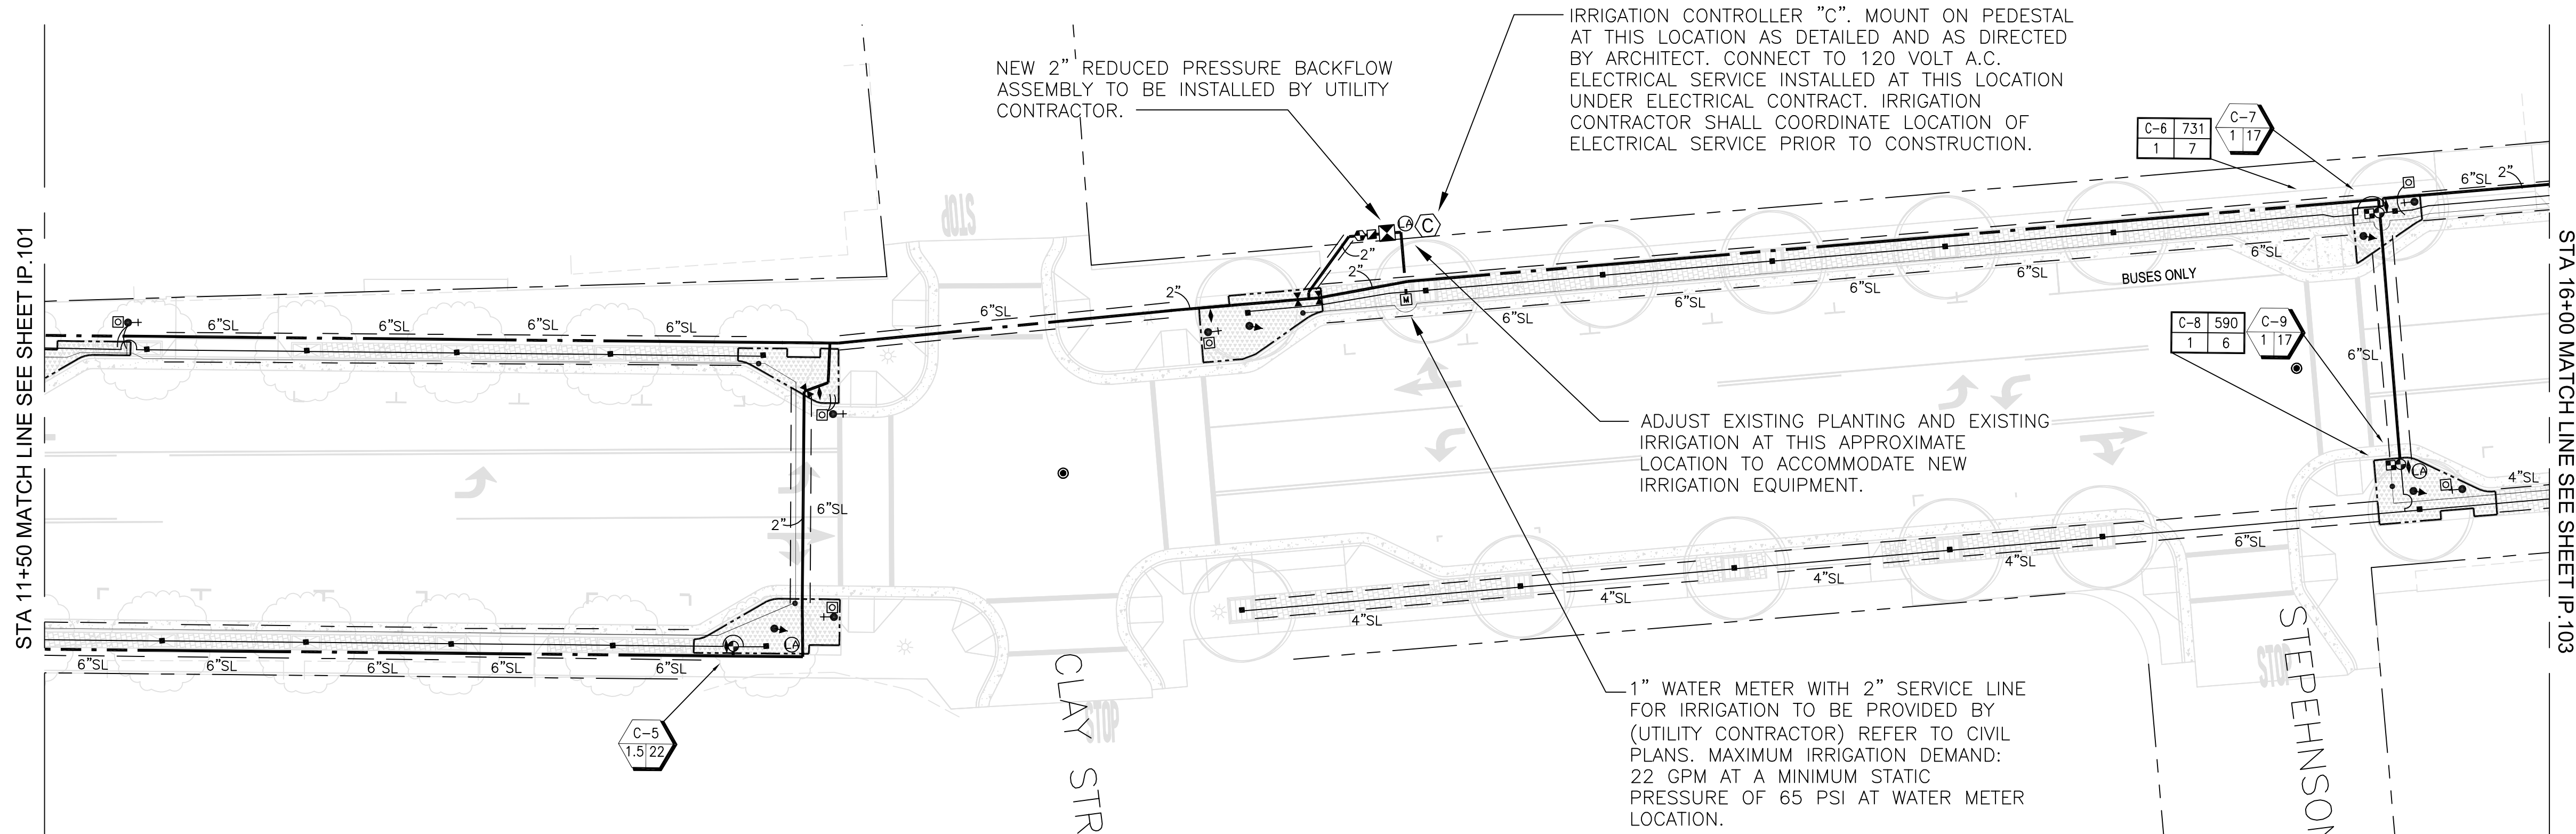 IRRIGATION CONTROLLER "C". MOUNT ON PEDESTAL
AT THIS LOCATION AS DETAILED AND AS DIRECTED
BY ARCHITECT. CONNECT TO 120 VOLT A.C.
ELECTRICAL SERVICE INSTALLED AT THIS LOCATION
UNDER ELECTRICAL CONTRACT. IRRIGATION
CONTRACTOR SHALL COORDINATE LOCATION OF
ELECTRICAL SERVICE PRIOR TO CONSTRUCTION.
NEW 2" REDUCED PRESSURE BACKFLOW
ASSEMBLY TO BE INSTALLED BY UTILITY
CONTRACTOR.
C-6 731
1 7
C-7
1 17
6"SL 2"
STOP
LA C
2"
2"
2"
6"SL
6"SL 6"SL 6"SL 6"SL 6"SL
BUSES ONLY
M
6"SL 6"SL 6"SL 6"SL
STA 11+50 MATCH LINE SEE SHEET IP.101
STA 16+00 MATCH LINE SEE SHEET IP.103
6"SL 6"SL 6"SL 6"SL
C-8 590
1 6
C-9
1 17
6"SL
LA
4"SL
ADJUST EXISTING PLANTING AND EXISTING
IRRIGATION AT THIS APPROXIMATE
LOCATION TO ACCOMMODATE NEW
IRRIGATION EQUIPMENT.
2" 6"SL
4"SL 4"SL 4"SL 4"SL 6"SL
LA
6"SL 6"SL 6"SL 6"SL 6"SL
C-5
1.5 22
CLAY STR
STOP
STOP
STEPEHNSON
1" WATER METER WITH 2" SERVICE LINE
FOR IRRIGATION TO BE PROVIDED BY
(UTILITY CONTRACTOR) REFER TO CIVIL
PLANS. MAXIMUM IRRIGATION DEMAND:
22 GPM AT A MINIMUM STATIC
PRESSURE OF 65 PSI AT WATER METER
LOCATION.